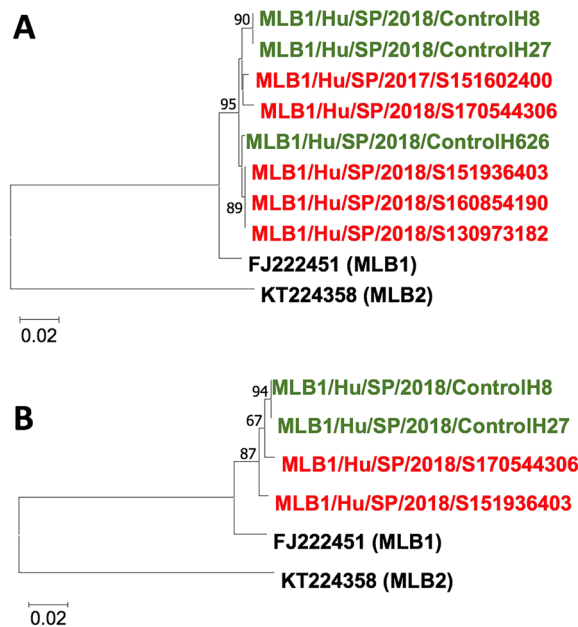 A
90
MLB1/Hu/SP/2018/ControlH8
MLB1/Hu/SP/2018/ControlH27
MLB1/Hu/SP/2017/S151602400
MLB1/Hu/SP/2018/S170544306
95
MLB1/Hu/SP/2018/ControlH626
MLB1/Hu/SP/2018/S151936403
MLB1/Hu/SP/2018/S160854190
89
MLB1/Hu/SP/2018/S130973182
FJ222451 (MLB1)
KT224358 (MLB2)
0.02
B
94
MLB1/Hu/SP/2018/ControlH8
67
MLB1/Hu/SP/2018/ControlH27
87
MLB1/Hu/SP/2018/S170544306
MLB1/Hu/SP/2018/S151936403
FJ222451 (MLB1)
KT224358 (MLB2)
0.02